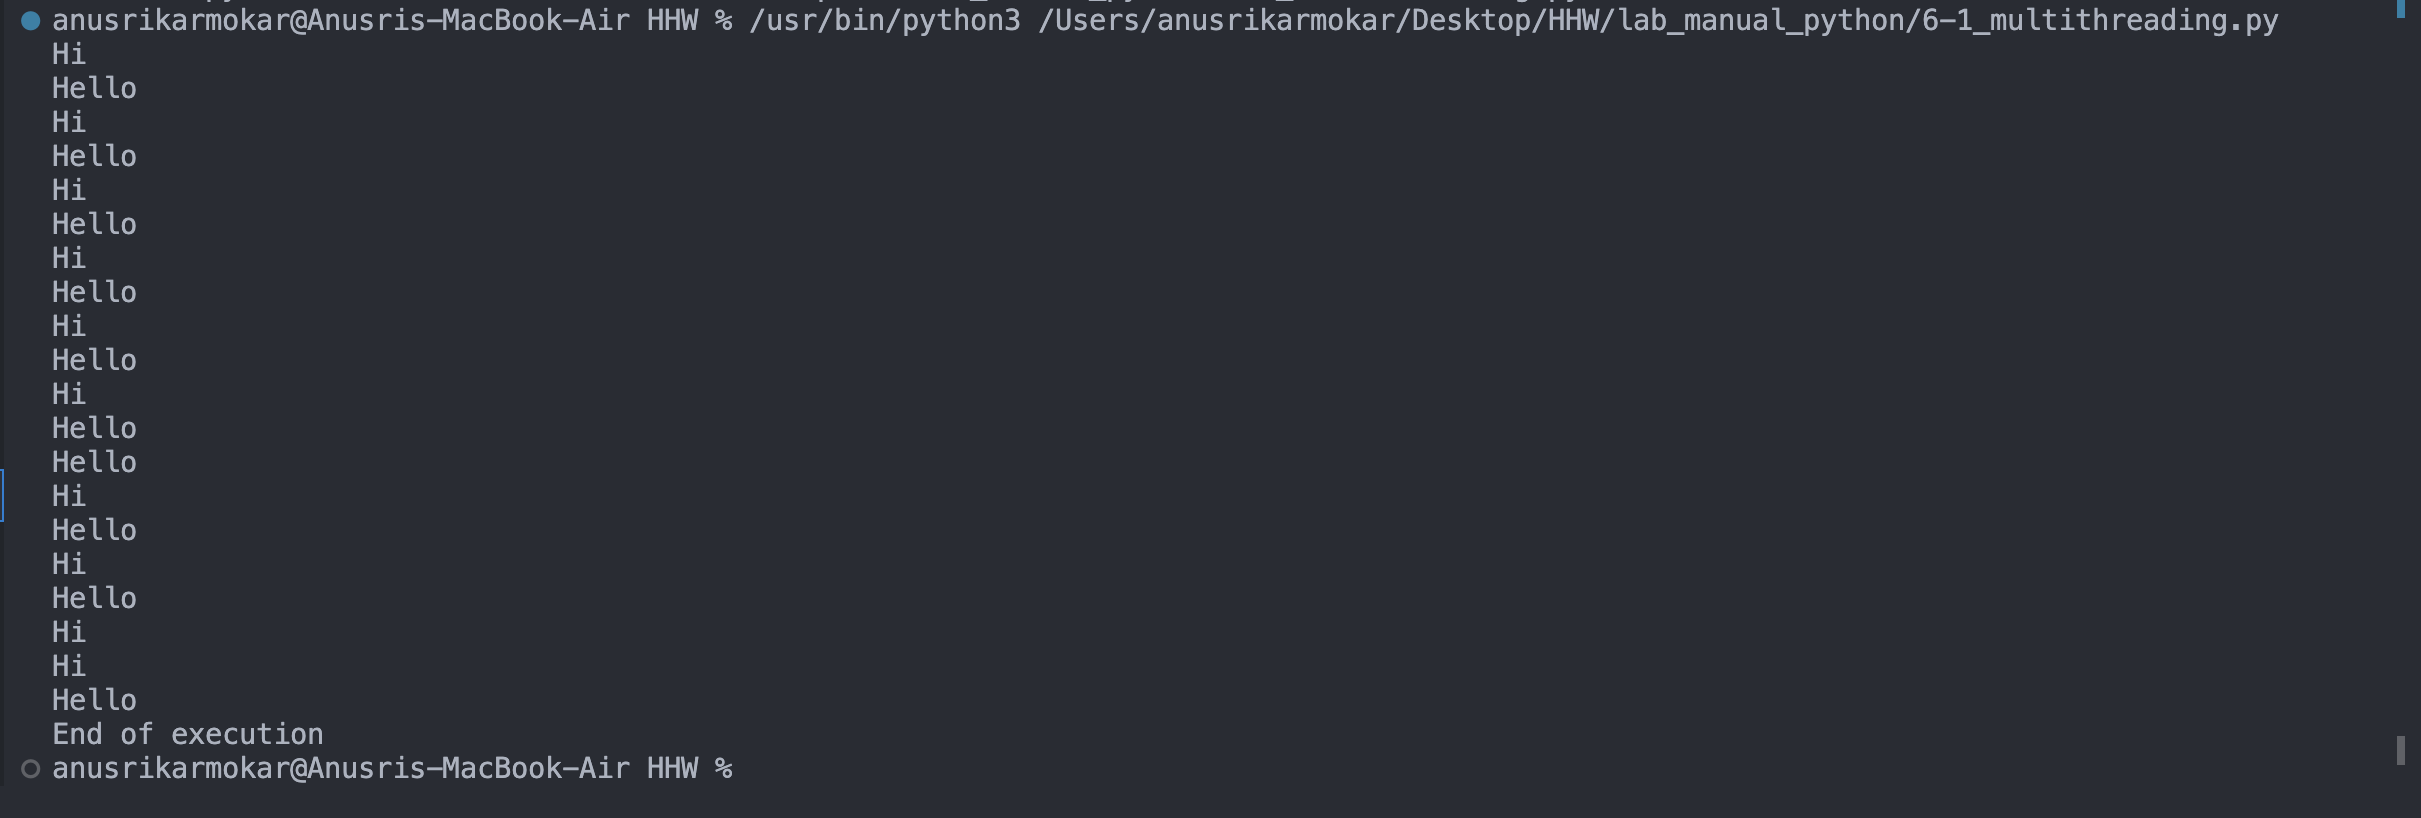 anusrikarmokar@Anusris-MacBook-Air HHW % /usr/bin/python3 /Users/anusrikarmokar/Desktop/HHW/lab_manual_python/6-1_multithreading.py
Hi
Hello
Hi
Hello
Hi
Hello
Hi
Hello
Hi
Hello
Hi
Hello
Hello
Hi
Hello
Hi
Hello
Hi
Hi
Hello
End of execution
anusrikarmokar@Anusris-MacBook-Air HHW %